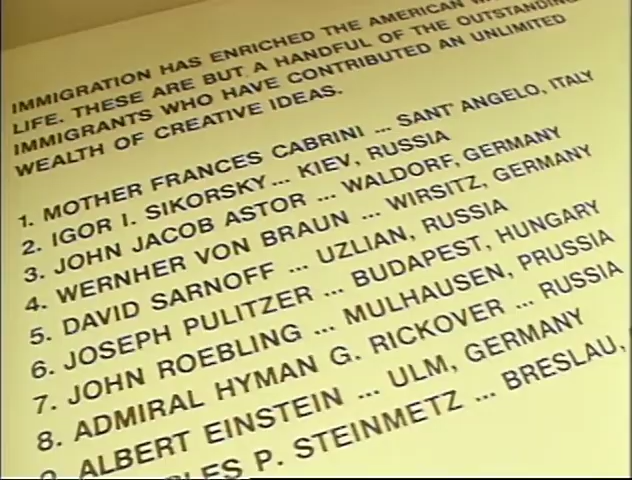 IMMIGRATION HAS ENRICHED THE AMERICAN
LIFE. THESE ARE BUT A HANDFUL OF THE OUTSTANDING
IMMIGRANTS WHO HAVE CONTRIBUTED AN UNLIMITED
WEALTH OF CREATIVE IDEAS.
1. MOTHER FRANCES CABRINI ... SANT' ANGELO, ITALY
2. IGOR I. SIKORSKY ... KIEV, RUSSIA
3. JOHN JACOB ASTOR ... WALDORF, GERMANY
4. WERNHER VON BRAUN ... WIRSITZ, GERMANY
5. DAVID SARNOFF ... UZLIAN, RUSSIA
6. JOSEPH PULITZER ... BUDAPEST, HUNGARY
7. JOHN ROEBLING ... MULHAUSEN, PRUSSIA
8. ADMIRAL HYMAN G. RICKOVER ... RUSSIA
ALBERT EINSTEIN ... ULM, GERMANY
P. STEINMETZ ... BRESLAU,